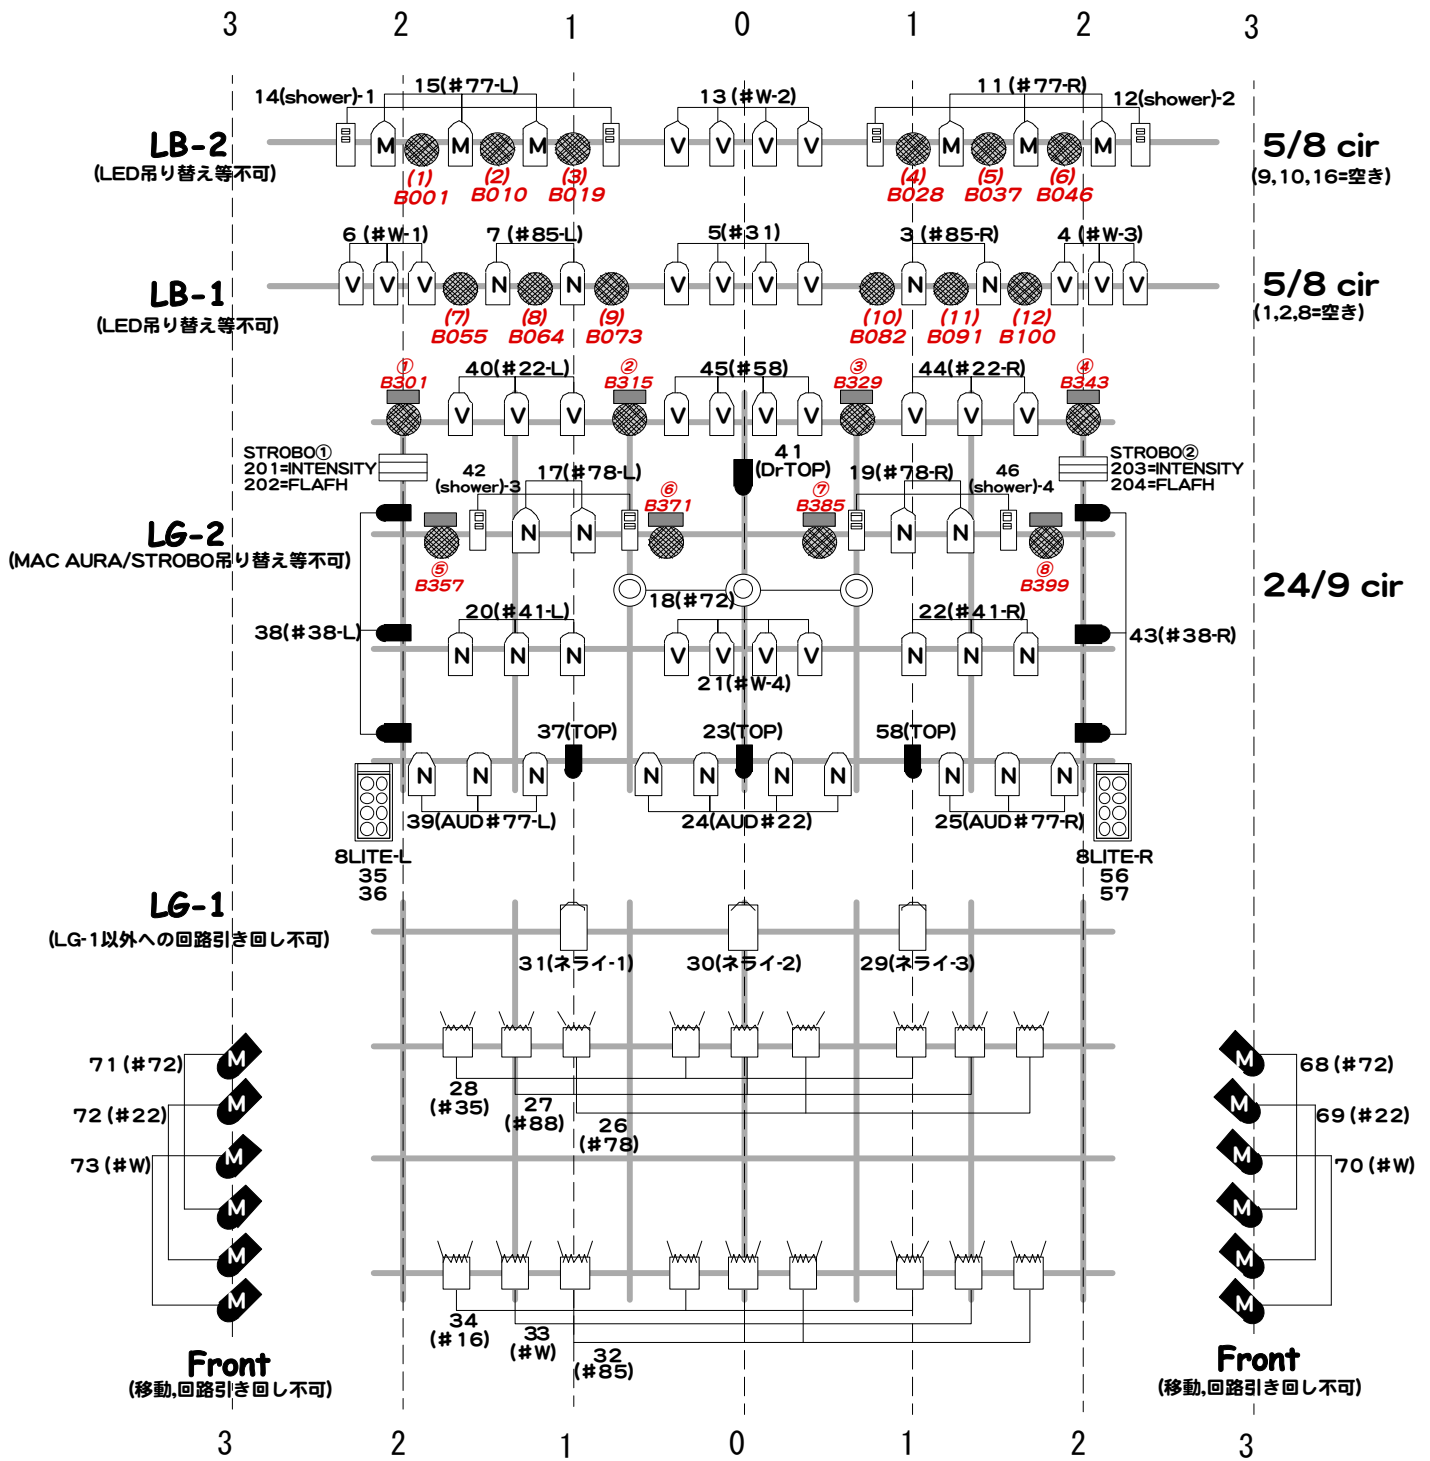 3 2 1 0 1 2 3
14(shower)-1
15(#77-L)
13(#W-2)
11(#77-R)
12(shower)-2
LB-2
(LED吊り替え等不可)
M M M V V V V M M M
5/8 cir
(9,10,16=空き)
(1)
B001
(2)
B010
(3)
B019
(4)
B028
(5)
B037
(6)
B046
6(#W-1)
7(#85-L)
5(#31)
3(#85-R)
4(#W-3)
LB-1
(LED吊り替え等不可)
V V V N N V V V V N N V V V
5/8 cir
(1,2,8=空き)
(7)
B055
(8)
B064
(9)
B073
(10)
B082
(11)
B091
(12)
B100
①
B301
40(#22-L)
②
B315
45(#58)
③
B329
44(#22-R)
④
B343
V V V V V V V V V V
STROBO①
201=INTENSITY
202=FLAFH
41
(DrTOP)
STROBO②
203=INTENSITY
204=FLAFH
42
(shower)-3
17(#78-L)
⑥
B371
⑦
B385
19(#78-R)
46
(shower)-4
LG-2
(MAC AURA/STROBO吊り替え等不可)
N N N N
⑤
B357
⑧
B399
24/9 cir
18(#72)
38(#38-L)
20(#41-L)
22(#41-R)
43(#38-R)
N N N V V V V N N N
21(#W-4)
37(TOP)
23(TOP)
58(TOP)
N N N N N N N N N N
39(AUD#77-L)
24(AUD#22)
25(AUD#77-R)
8LITE-L
35
36
8LITE-R
56
57
LG-1
(LG-1以外への回路引き回し不可)
31(ネライ-1)
30(ネライ-2)
29(ネライ-3)
71(#72)
72(#22)
73(#W)
M
M
M
M
M
M
28
(#35)
27
(#88)
26
(#78)
68(#72)
69(#22)
70(#W)
M
M
M
M
M
M
34
(#16)
33
(#W)
32
(#85)
Front
(移動,回路引き回し不可)
Front
(移動,回路引き回し不可)
3 2 1 0 1 2 3